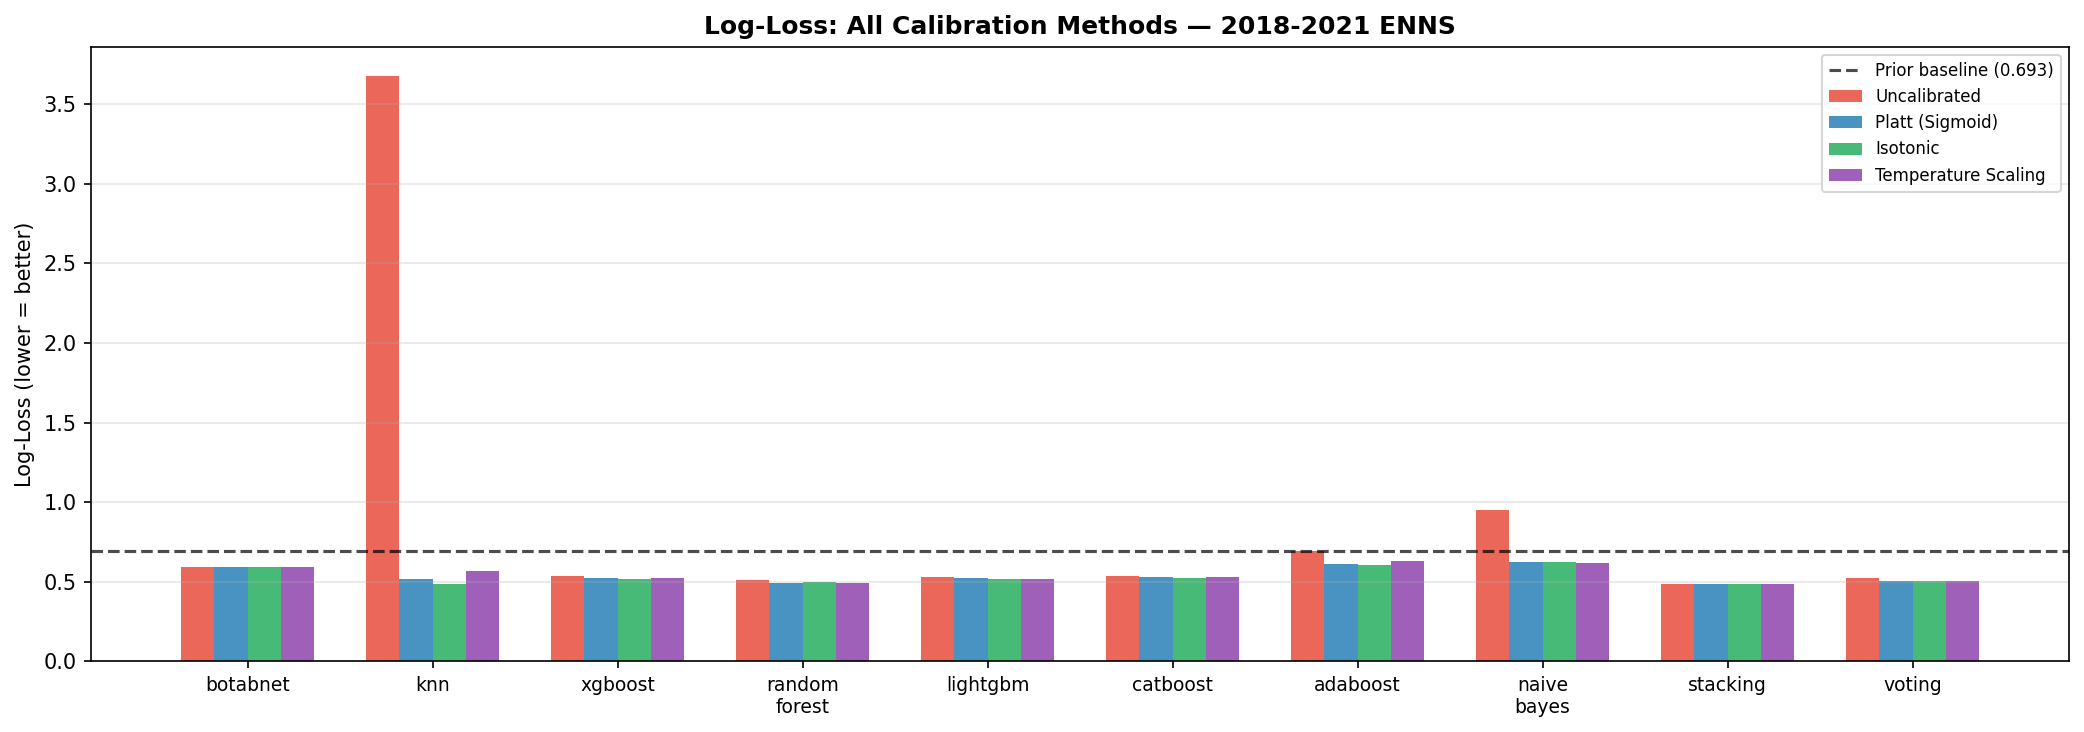 Log-Loss: All Calibration Methods — 2018-2021 ENNS
Log-Loss (lower = better)
3.5
3.0
2.5
2.0
1.5
1.0
0.5
0.0
Prior baseline (0.693)
Uncalibrated
Platt (Sigmoid)
Isotonic
Temperature Scaling
botabnet
knn
xgboost
random
forest
lightgbm
catboost
adaboost
naive
bayes
stacking
voting